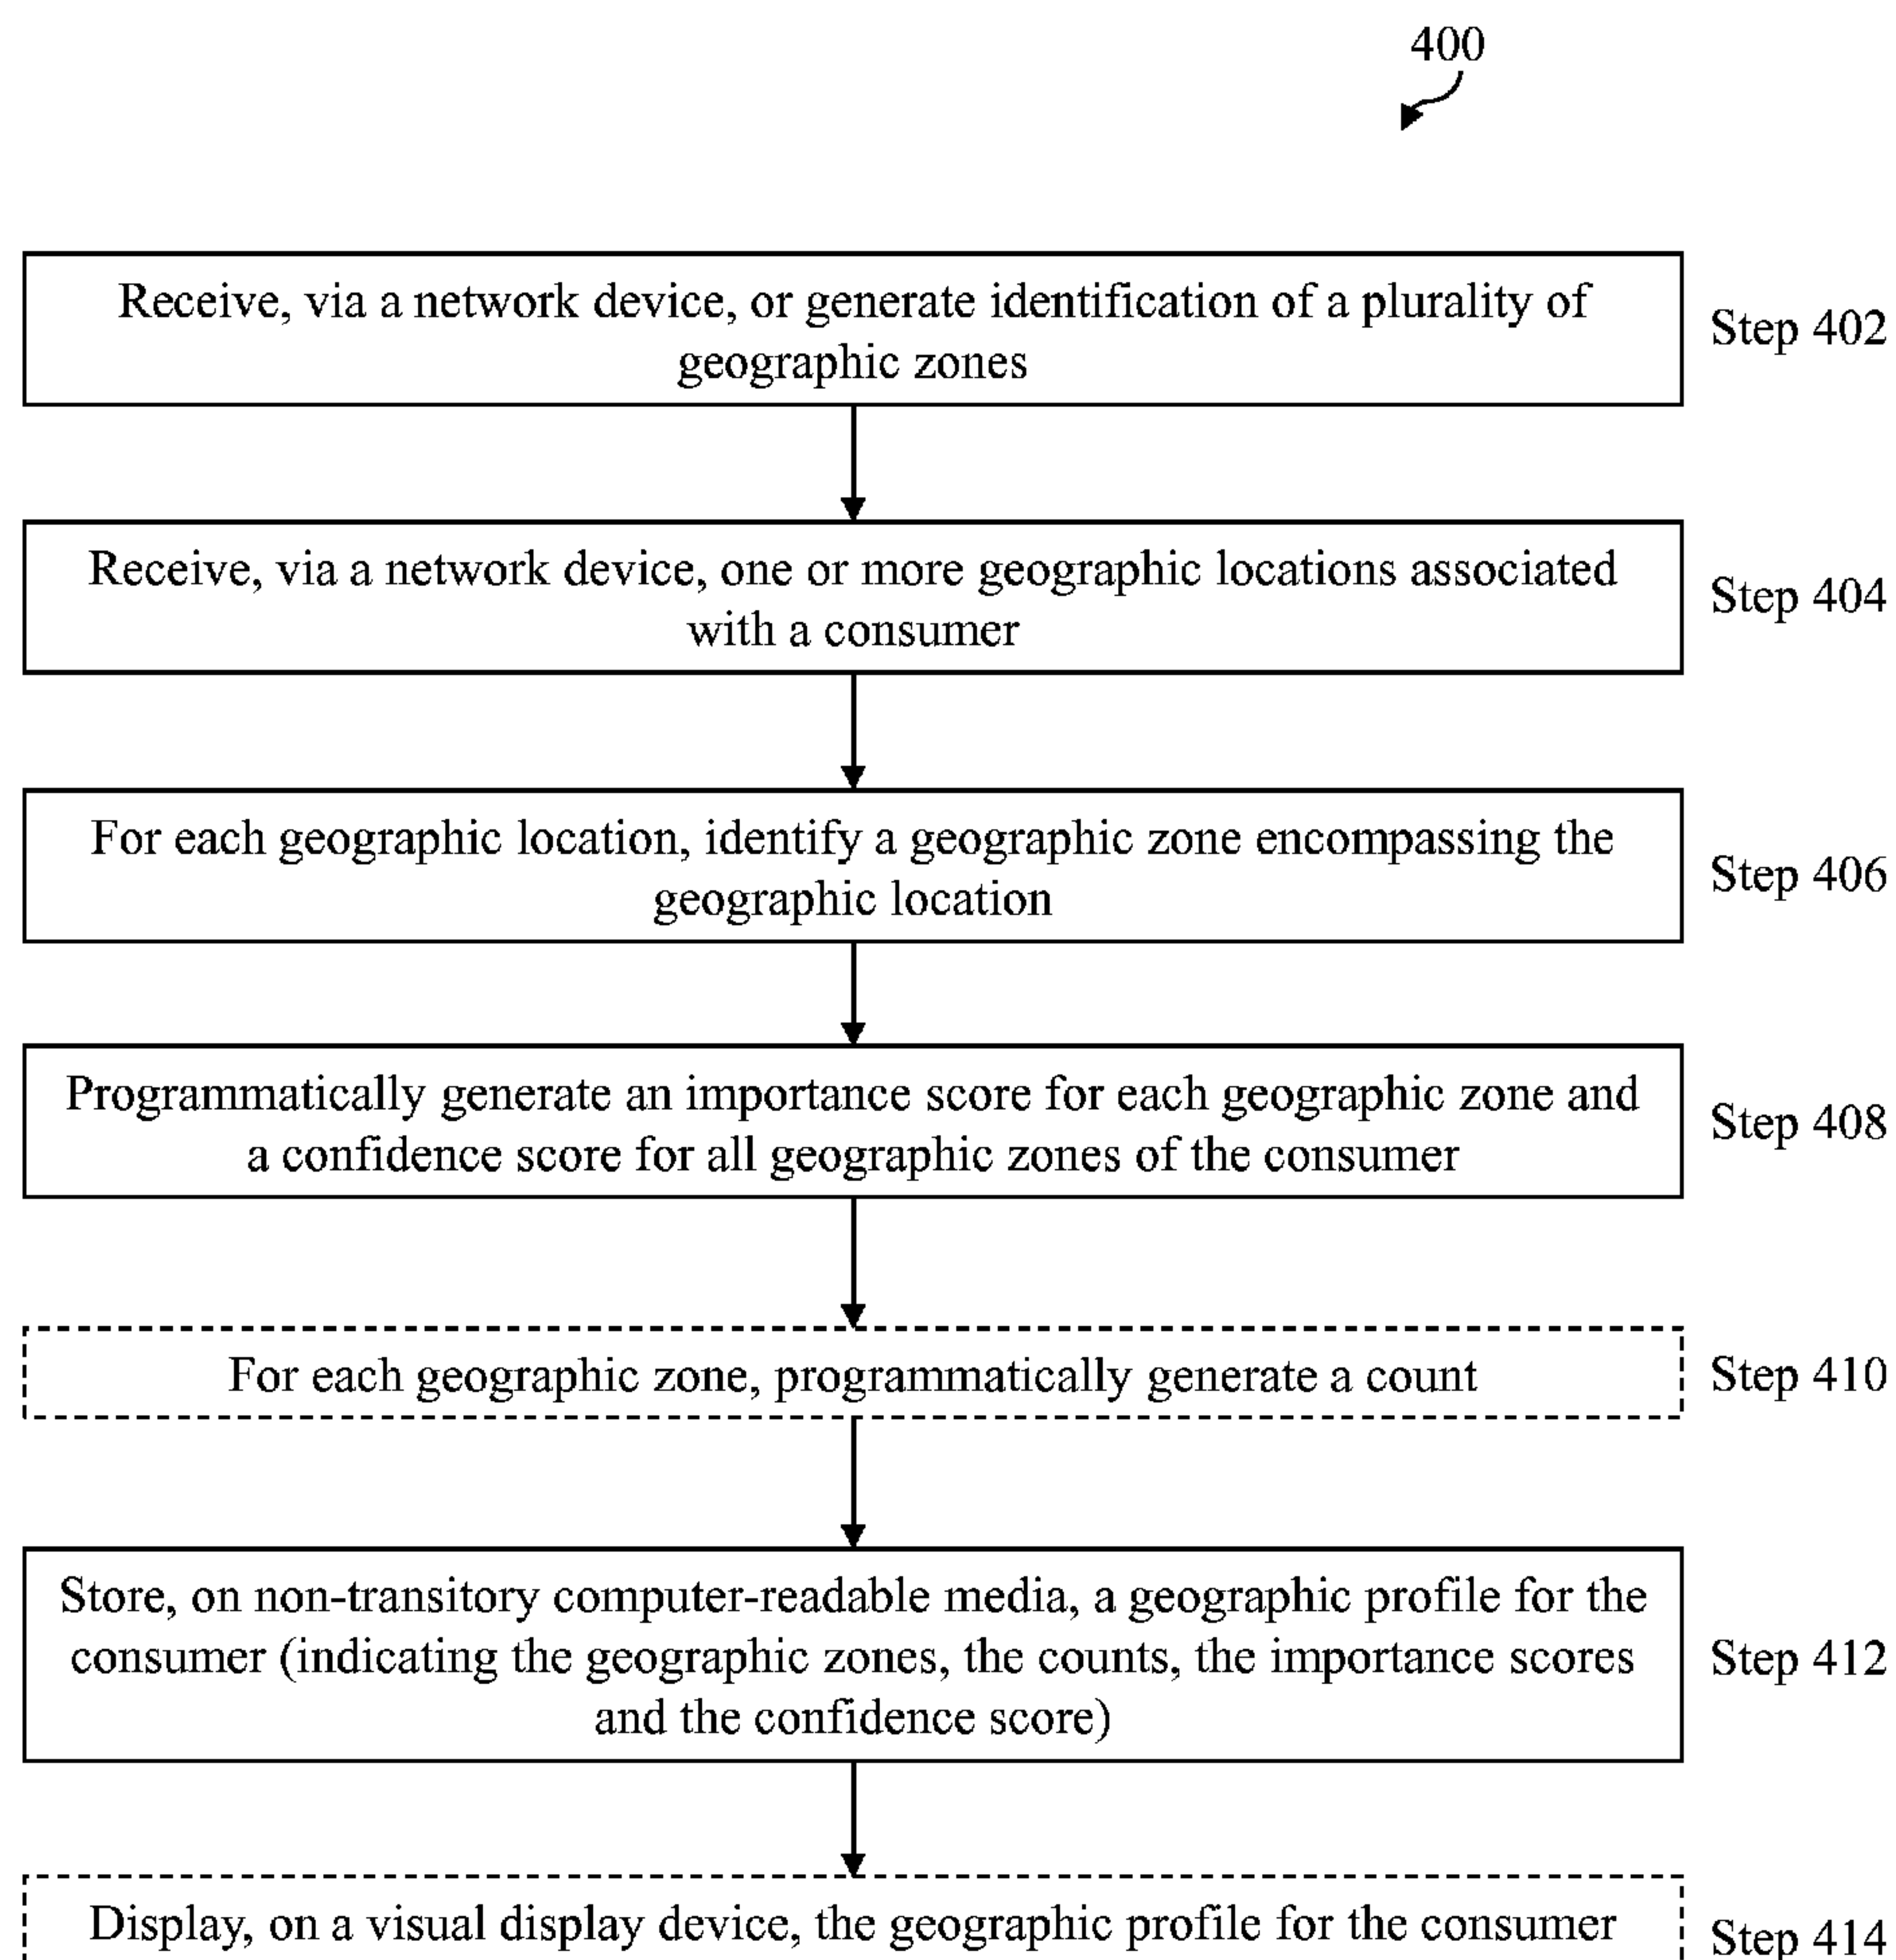 400
Receive, via a network device, or generate identification of a plurality of
geographic zones
Step 402
Receive, via a network device, one or more geographic locations associated
with a consumer
Step 404
For each geographic location, identify a geographic zone encompassing the
geographic location
Step 406
Programmatically generate an importance score for each geographic zone and
a confidence score for all geographic zones of the consumer
Step 408
For each geographic zone, programmatically generate a count
Step 410
Store, on non-transitory computer-readable media, a geographic profile for the
consumer (indicating the geographic zones, the counts, the importance scores
and the confidence score)
Step 412
Display, on a visual display device, the geographic profile for the consumer
Step 414